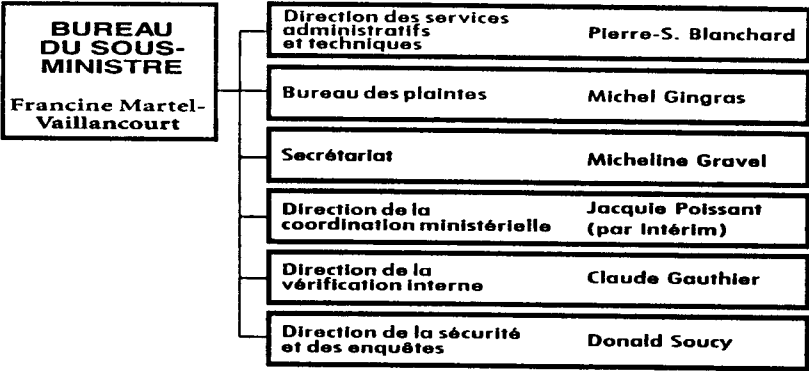 BUREAU
DU SOUS-
MINISTRE
Francine Martel-
Vaillancourt
Direction des services
administratifs
et techniques
Pierre-S. Blanchard
Bureau des plaintes
Michel Gingras
Secrétariat
Micheline Gravel
Direction de la
coordination ministérielle
Jacquie Poissant
(par Intérim)
Direction de la
vérification interne
Claude Gauthier
Direction de la sécurité
et des enquêtes
Donald Soucy